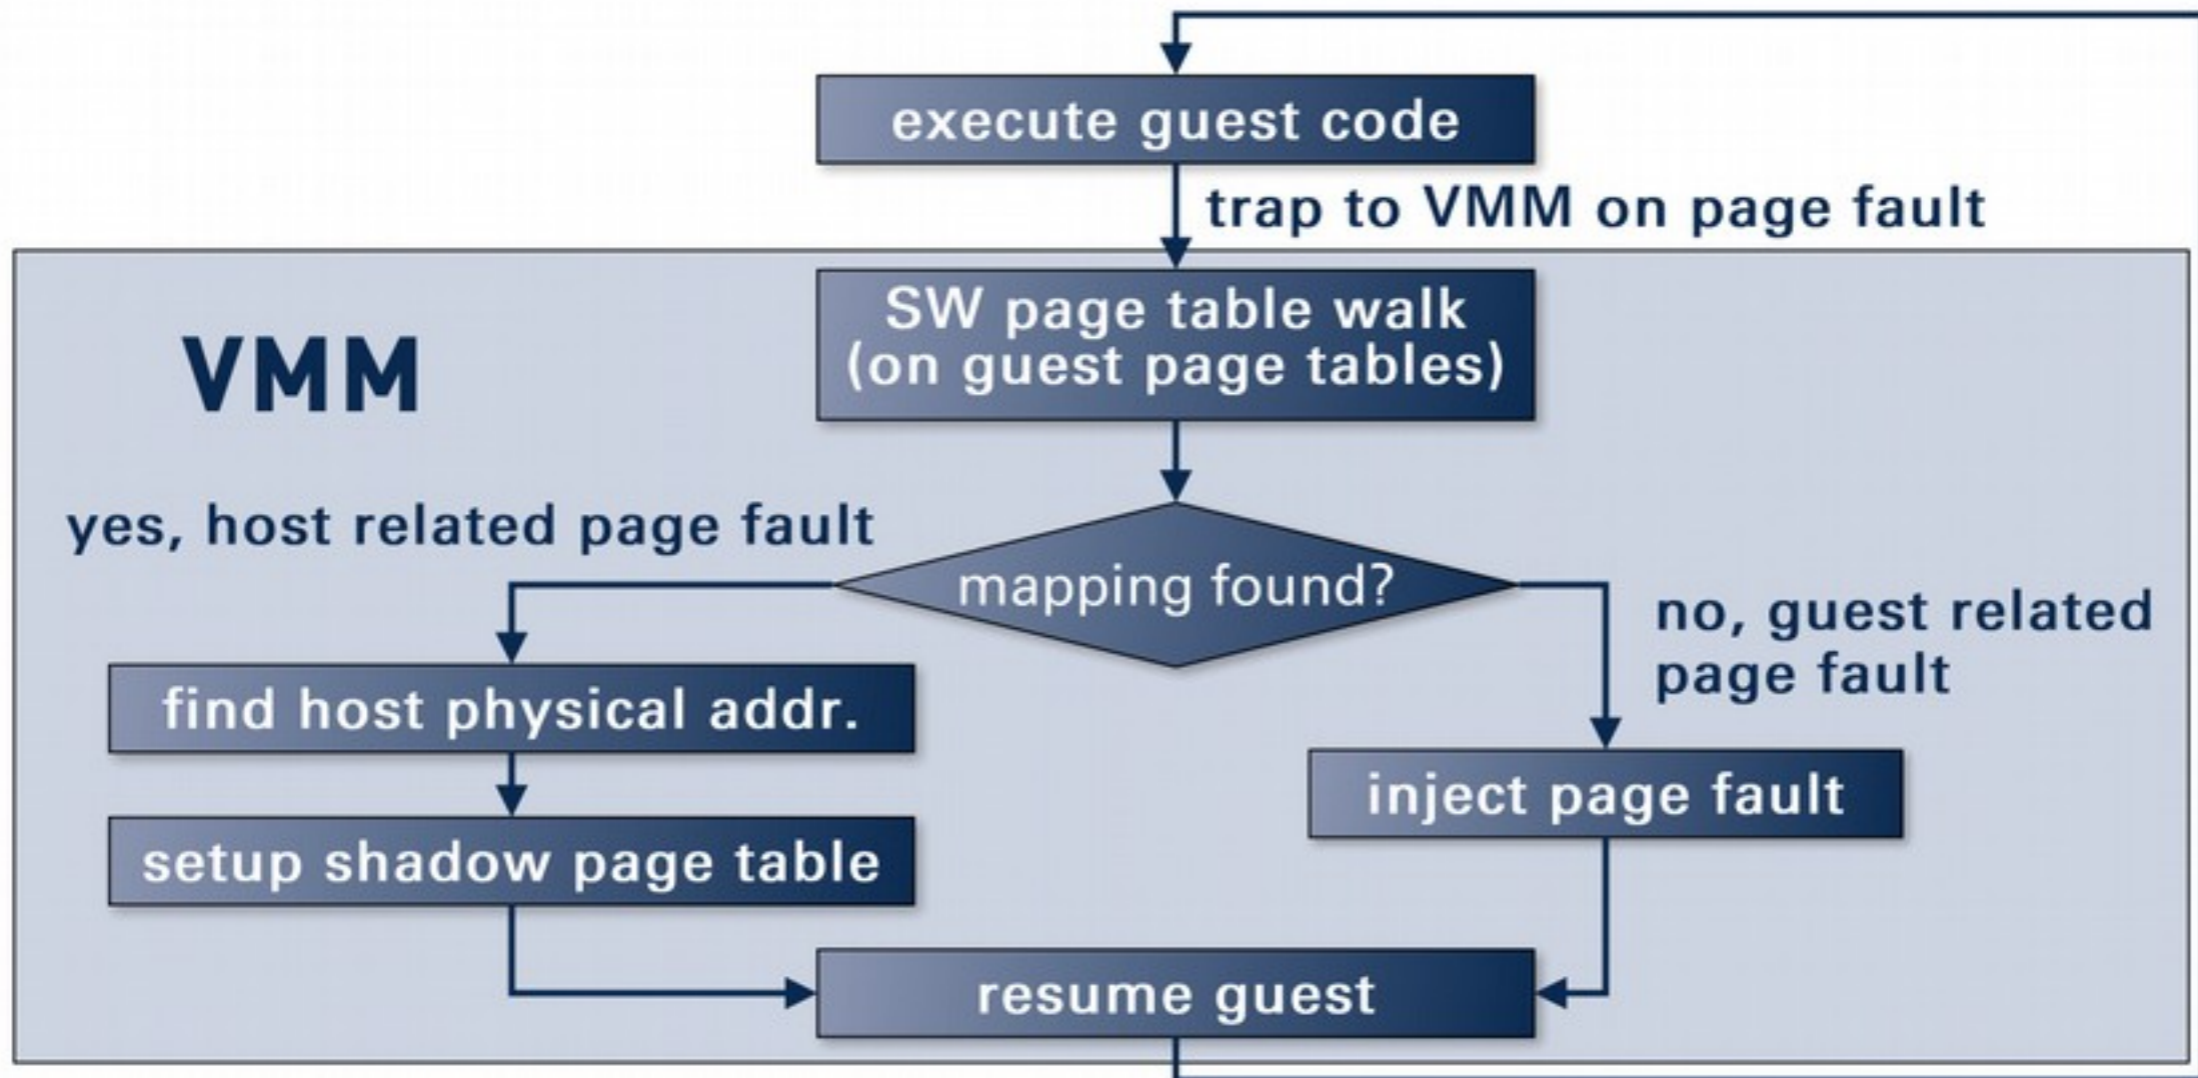 execute guest code
trap to VMM on page fault
SW page table walk
(on guest page tables)
VMM
yes, host related page fault
mapping found?
no, guest related
page fault
find host physical addr.
inject page fault
setup shadow page table
resume guest